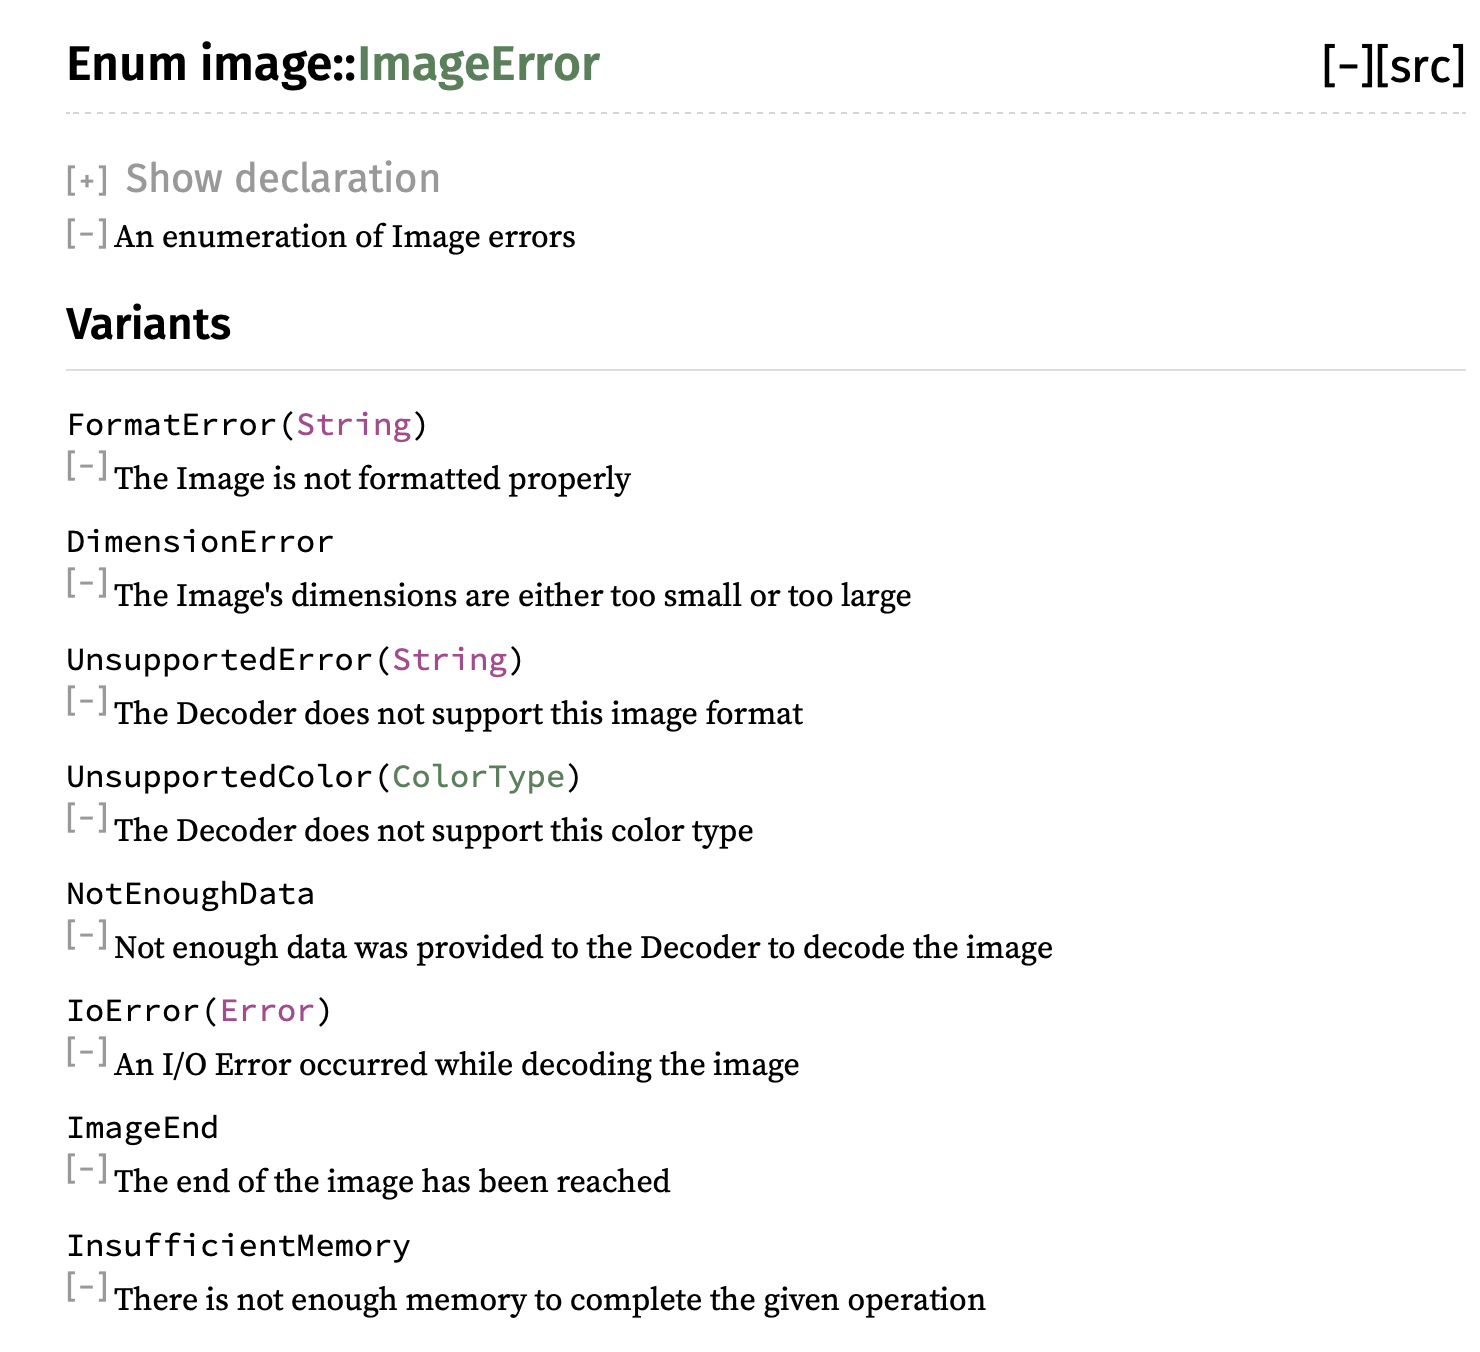 Enum image::ImageError [−][src]
[+] Show declaration
[−] An enumeration of Image errors
Variants
FormatError(String)
[−] The Image is not formatted properly
DimensionError
[−] The Image's dimensions are either too small or too large
UnsupportedError(String)
[−] The Decoder does not support this image format
UnsupportedColor(ColorType)
[−] The Decoder does not support this color type
NotEnoughData
[−] Not enough data was provided to the Decoder to decode the image
IoError(Error)
[−] An I/O Error occurred while decoding the image
ImageEnd
[−] The end of the image has been reached
InsufficientMemory
[−] There is not enough memory to complete the given operation